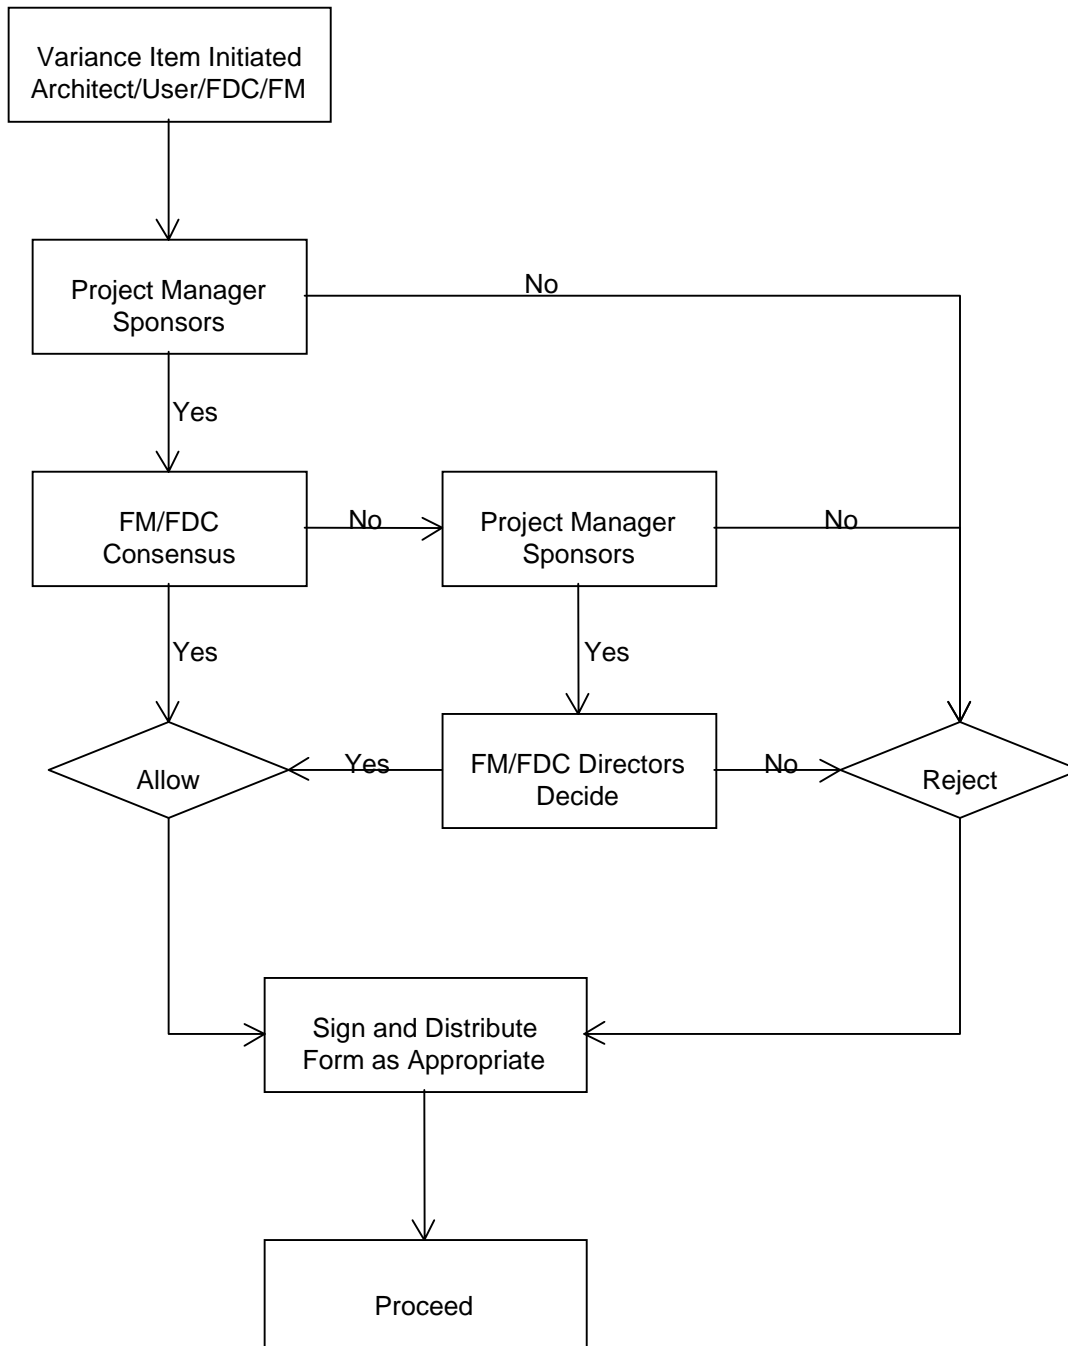 Variance Item Initiated
Architect/User/FDC/FM
Project Manager
Sponsors
No
Yes
FM/FDC
Consensus
No
Project Manager
Sponsors
No
Yes
Yes
Allow
Yes
FM/FDC Directors
Decide
No
Reject
Sign and Distribute
Form as Appropriate
Proceed